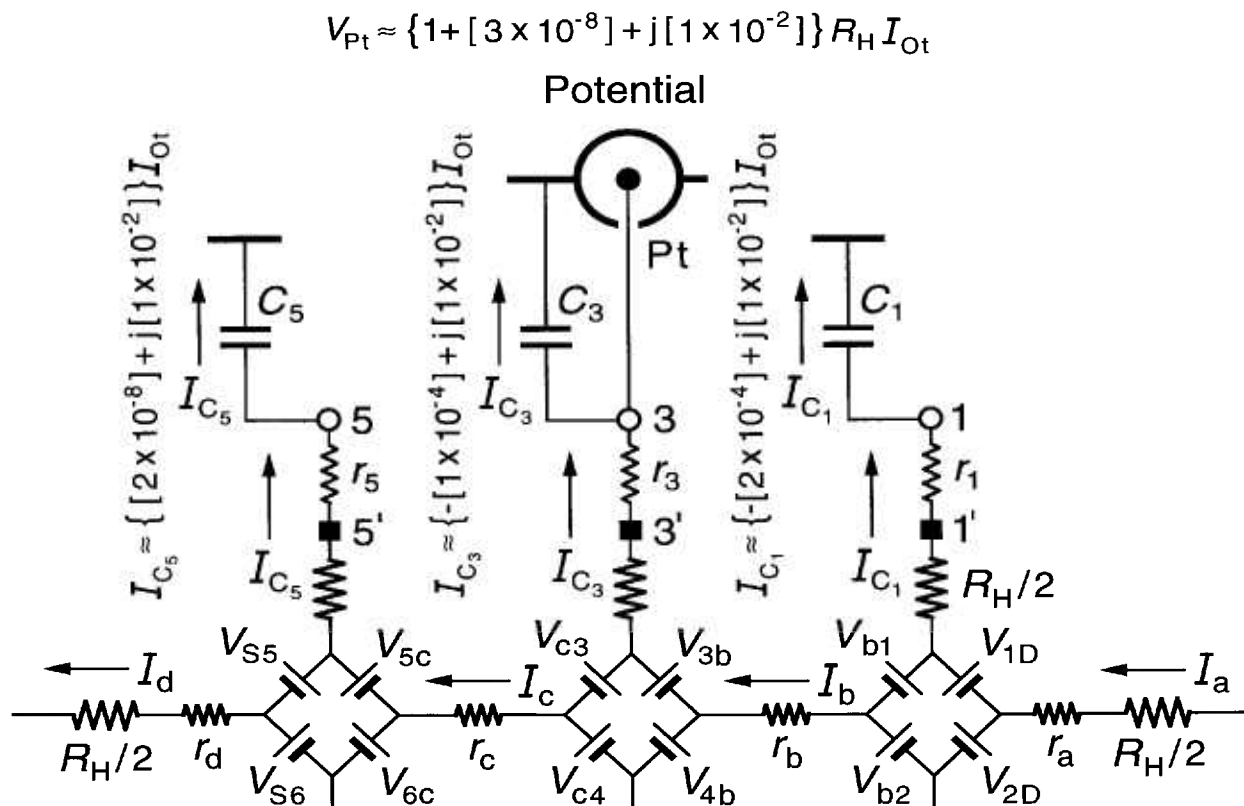 V_Pt ≈ {1+[3 x 10^-8]+j[1 x 10^-2]} R_H I_Ot
Potential
I_C5 ≈ {[2 x 10^-8]+j[1 x 10^-2]}I_Ot
I_C3 ≈ {-[1 x 10^-4]+j[1 x 10^-2]}I_Ot
I_C1 ≈ {-[2 x 10^-4]+j[1 x 10^-2]}I_Ot
Pt
C_5 C_3 C_1
I_C5 I_C3 I_C1
5 3 1
r_5 r_3 r_1
5' 3' 1'
I_C5 I_C3 I_C1 R_H/2
V_S5 V_5c V_c3 V_3b V_b1 V_1D
I_d I_c I_b I_a
R_H/2 r_d r_c r_b r_a R_H/2
V_S6 V_6c V_c4 V_4b V_b2 V_2D